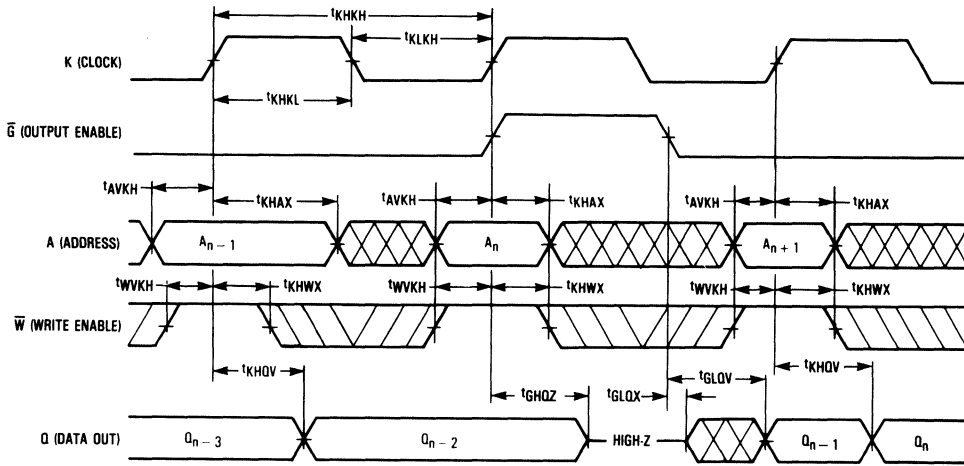 tKHKH
tKLKH
K (CLOCK)
tKHKL
G̅ (OUTPUT ENABLE)
tAVKH
tKHAX
tAVKH
tKHAX
tAVKH
tKHAX
A (ADDRESS)
An − 1
An
An + 1
tWVKH
tKHWX
tWVKH
tKHWX
tWVKH
tKHWX
W̅ (WRITE ENABLE)
tKHQV
tGHQZ
tGLQX
tGLQV
tKHQV
Q (DATA OUT)
Qn − 3
Qn − 2
HIGH-Z
Qn − 1
Qn